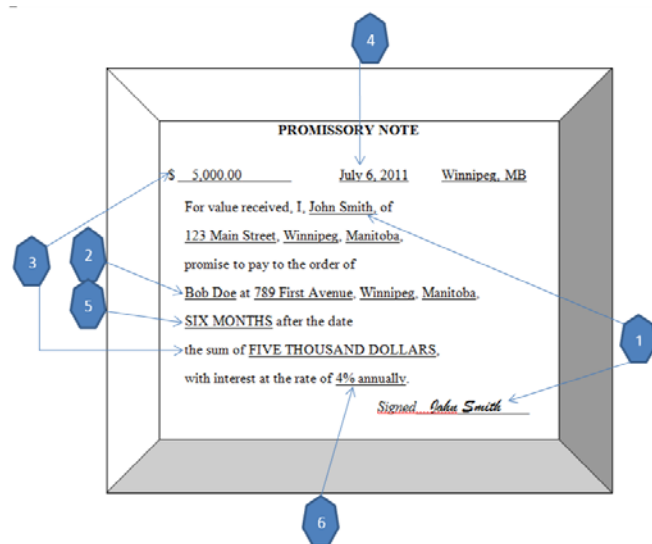 4
PROMISSORY NOTE
$ 5,000.00 July 6, 2011 Winnipeg, MB
For value received, I, John Smith, of
123 Main Street, Winnipeg, Manitoba,
promise to pay to the order of
3
2
Bob Doe at 789 First Avenue, Winnipeg, Manitoba,
5
SIX MONTHS after the date
1
the sum of FIVE THOUSAND DOLLARS,
with interest at the rate of 4% annually.
Signed John Smith
6